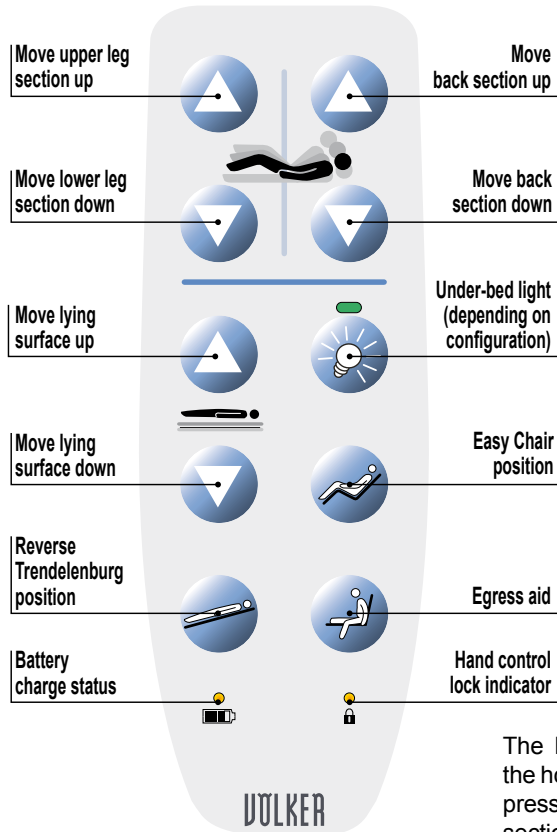 Move upper leg
section up
Move
back section up
Move lower leg
section down
Move back
section down
Move lying
surface up
Under-bed light
(depending on
configuration)
Move lying
surface down
Easy Chair
position
Reverse
Trendelenburg
position
Egress aid
Battery
charge status
Hand control
lock indicator
The
the ho
press
section
VÖLKER